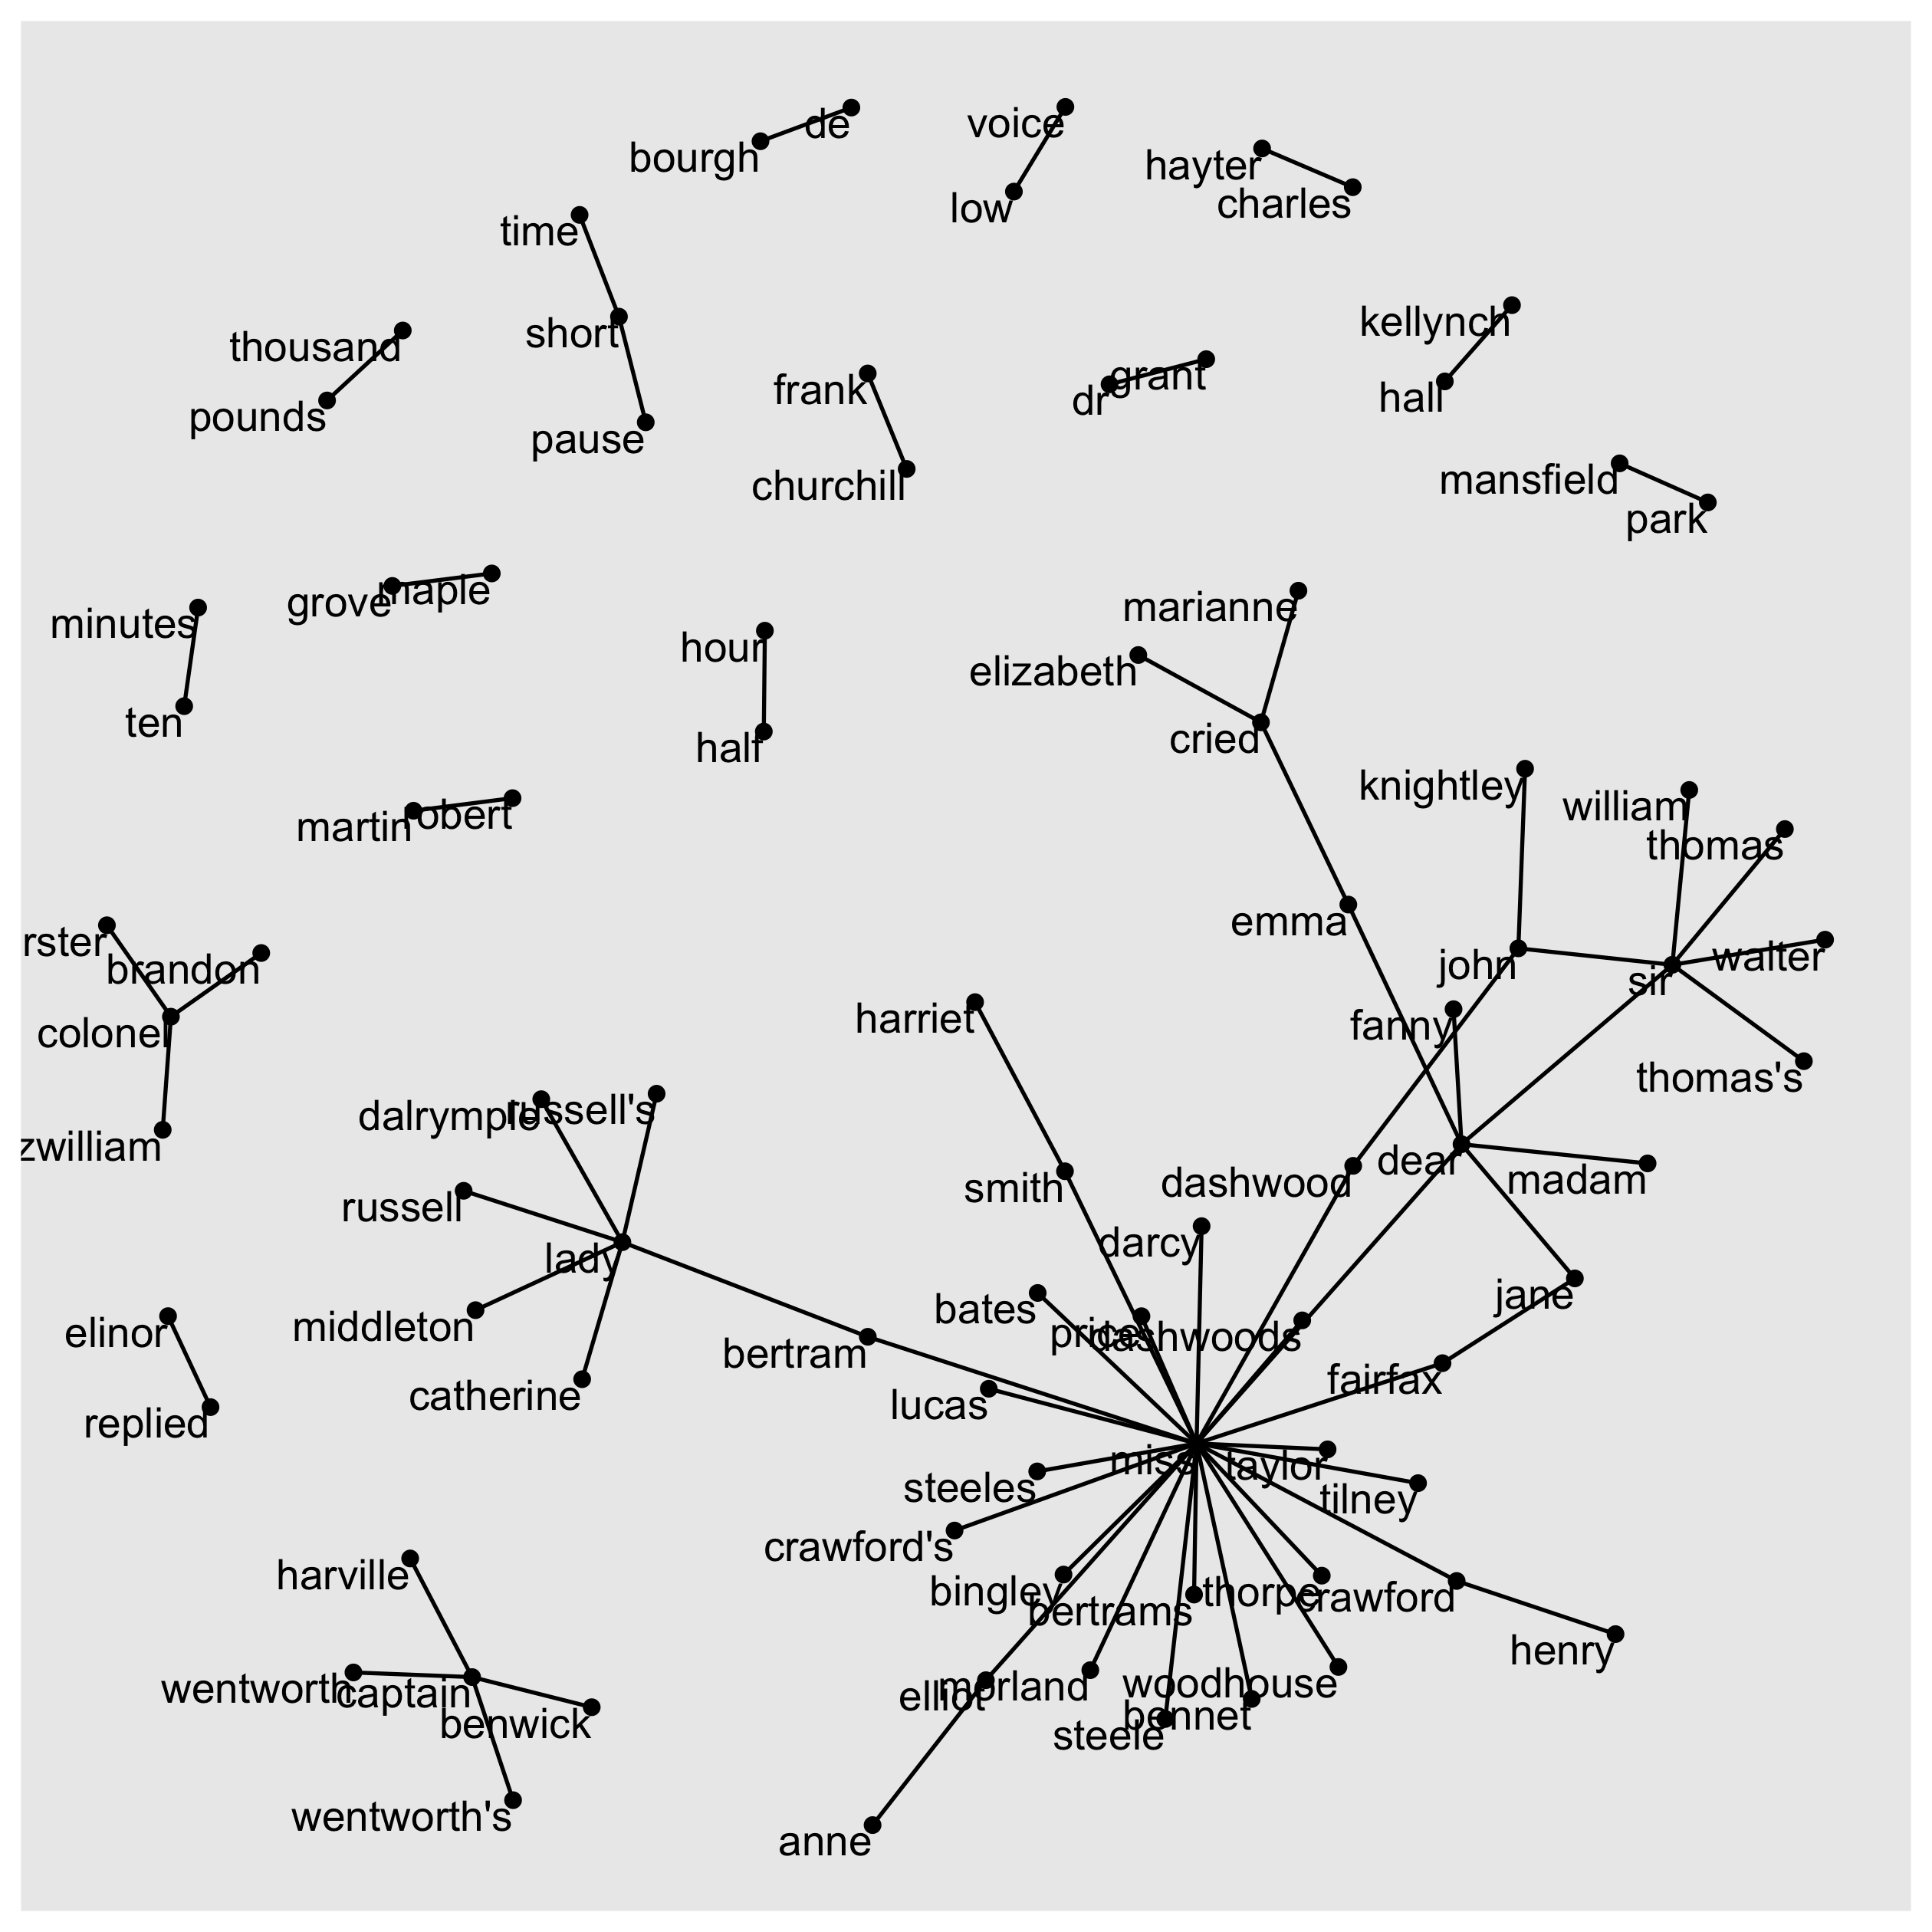 de
voice
bourgh
hayter
low
charles
time
kellynch
short
thousand
grant
frank
hall
dr
pounds
pause
mansfield
churchill
park
maple
grove
marianne
minutes
hour
elizabeth
ten
cried
half
knightley
william
robert
martin
thomas
emma
rster
walter
john
brandon
sir
harriet
fanny
colonel
thomas's
russell's
dalrymple
zwilliam
dear
madam
dashwood
smith
russell
darcy
lady
jane
bates
middleton
elinor
price
dashwoods
bertram
fairfax
catherine
lucas
replied
miss
taylor
steeles
tilney
crawford's
harville
bingley
thorpe
crawford
bertrams
henry
woodhouse
morland
wentworth
captain
elliot
bennet
benwick
steele
wentworth's
anne